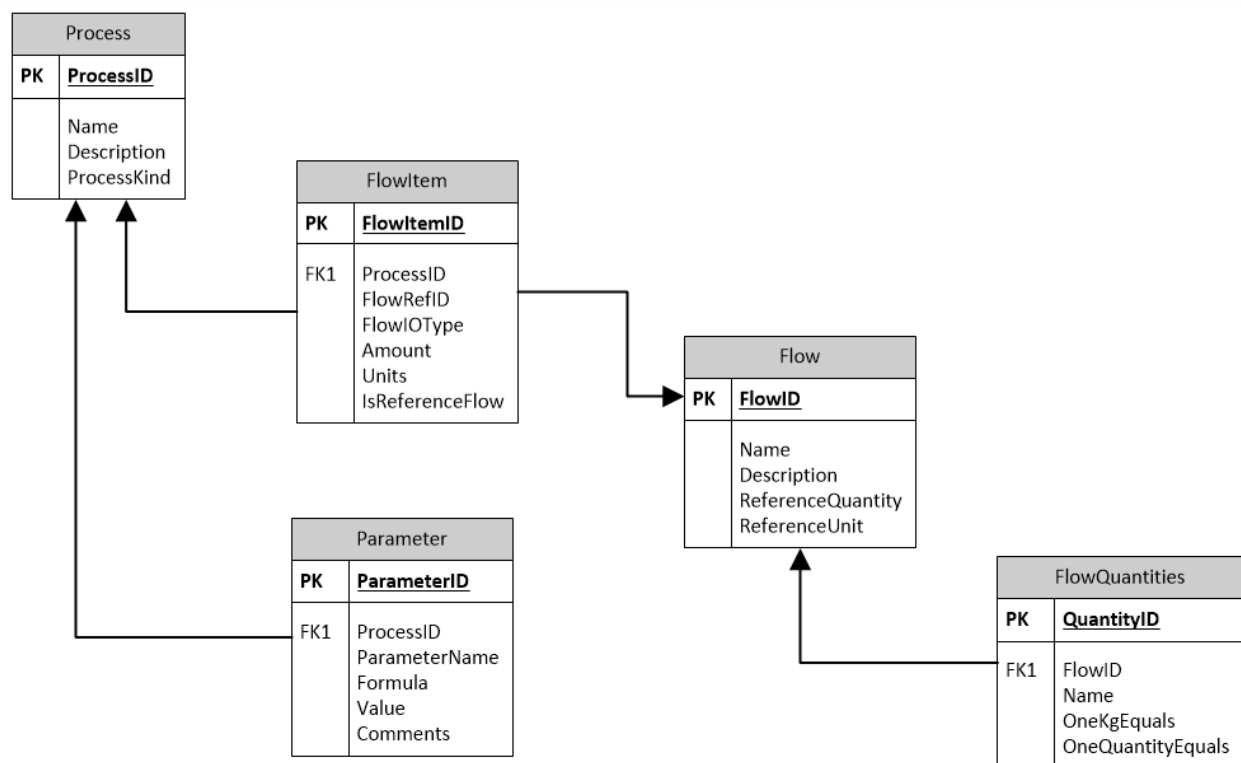 Process
PK ProcessID
Name
Description
ProcessKind
FlowItem
PK FlowItemID
FK1 ProcessID
FlowRefID
FlowIOType
Amount
Units
IsReferenceFlow
Flow
PK FlowID
Name
Description
ReferenceQuantity
ReferenceUnit
Parameter
PK ParameterID
FK1 ProcessID
ParameterName
Formula
Value
Comments
FlowQuantities
PK QuantityID
FK1 FlowID
Name
OneKgEquals
OneQuantityEquals